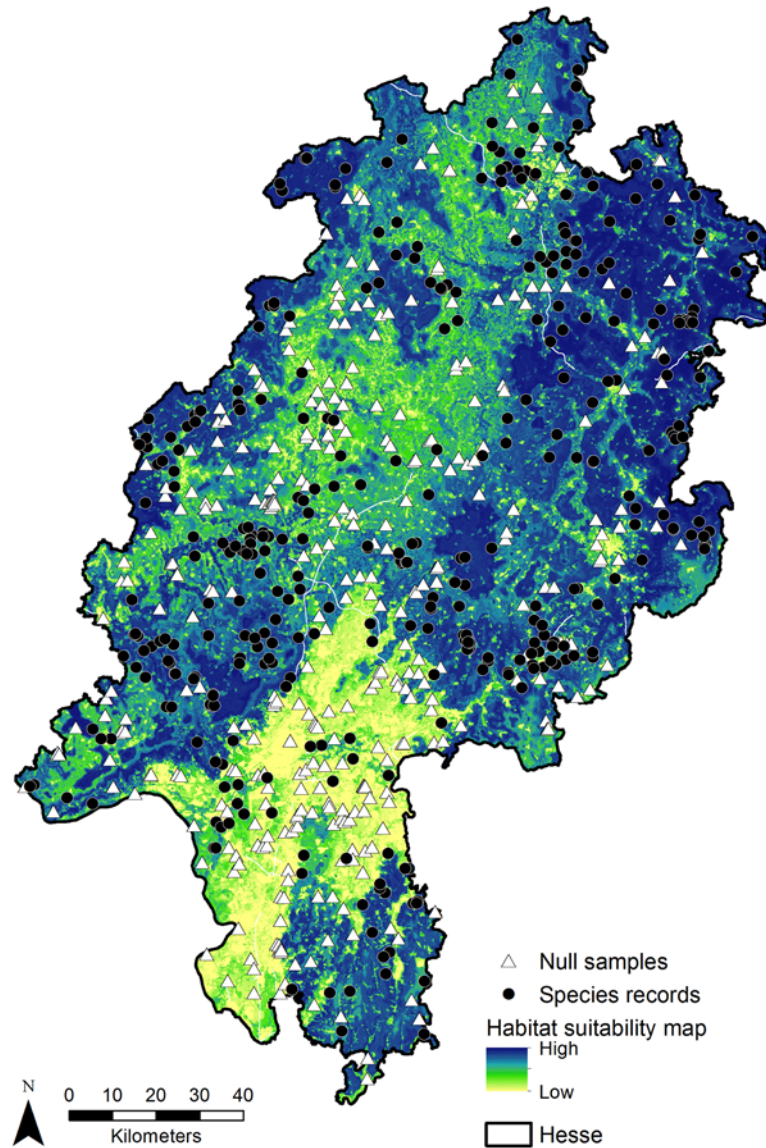 Null samples
Species records
Habitat suitability map
High
Low
N
0 10 20 30 40
Kilometers
Hesse